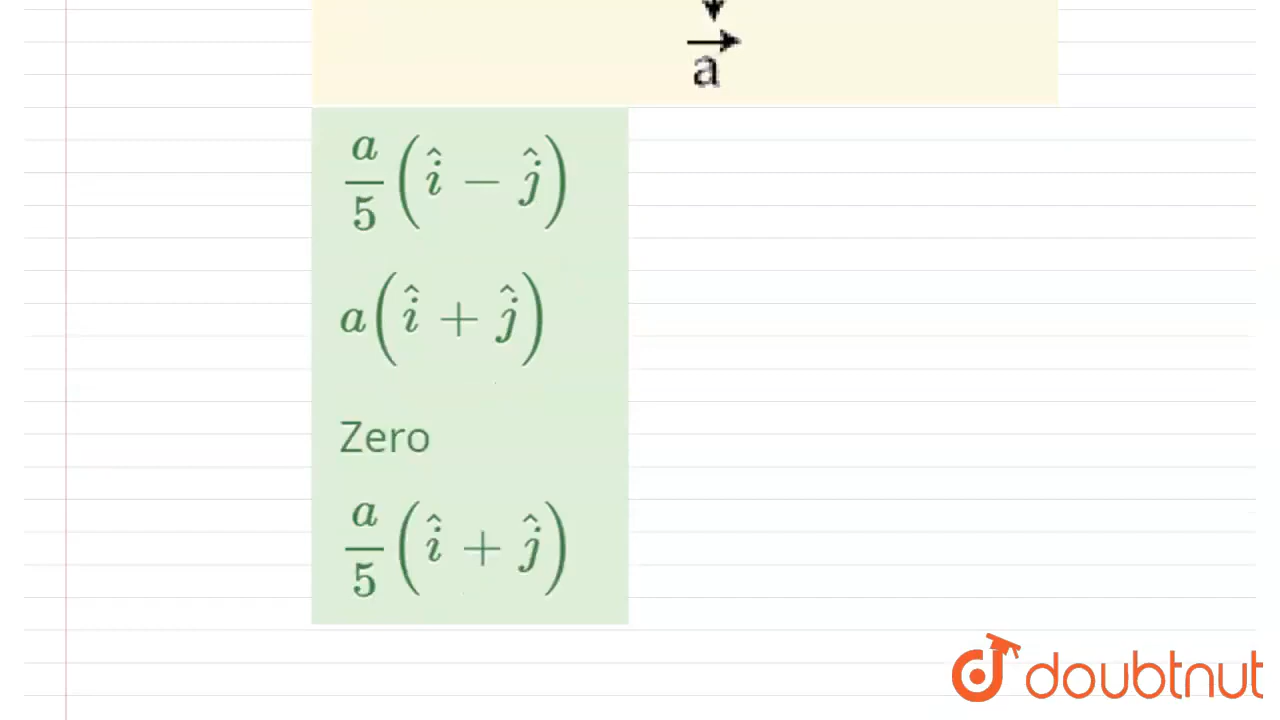 a
a/5 (î − ĵ)
a(î + ĵ)
Zero
a/5 (î + ĵ)
doubtnut